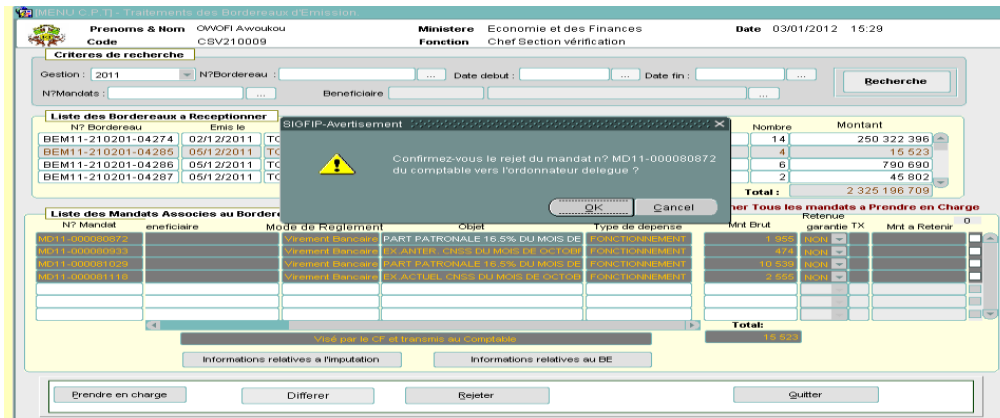 [MENU C.P.T] - Traitements des Bordereaux d'Emission
Prenoms & Nom OWOFI Awoukou Ministere Economie et des Finances Date 03/01/2012 15:29
Code CSV210009 Fonction Chef Section vérification
Criteres de recherche
Gestion : 2011 N?Bordereau : ... Date debut : ... Date fin : ... Recherche
N?Mandats : ... Beneficiaire ...
Liste des Bordereaux a Receptionner
N? Bordereau Emis le Nombre Montant
BEM11-210201-04274 02/12/2011 TC 14 250 322 396
BEM11-210201-04285 05/12/2011 TC 4 15 523
BEM11-210201-04286 05/12/2011 TC 6 790 690
BEM11-210201-04287 05/12/2011 TC 2 45 802
Total : 2 325 196 709
SIGFIP-Avertisement
Confirmez-vous le rejet du mandat n? MD11-000080872
du comptable vers l'ordonnateur delegue ?
OK Cancel
Liste des Mandats Associes au Bordere
ner Tous les mandats a Prendre en Charge
N? Mandat eneficiaire Mode de Reglement Objet Type de depense Mnt Brut Retenue garantie TX Mnt a Retenir 0
MD11-000080872 Virement Bancaire PART PATRONALE 16.5% DU MOIS DE FONCTIONNEMENT 1 955 NON
MD11-000080933 Virement Bancaire EX.ANTER. CNSS DU MOIS DE OCTOB FONCTIONNEMENT 474 NON
MD11-000081029 Virement Bancaire PART PATRONALE 16.5% DU MOIS DE FONCTIONNEMENT 10 539 NON
MD11-000081118 Virement Bancaire EX.ACTUEL. CNSS DU MOIS DE OCTOB FONCTIONNEMENT 2 555 NON
Total:
Visé par le CF et transmis au Comptable 15 523
Informations relatives a l'imputation Informations relatives au BE
Prendre en charge Differer Rejeter Quitter